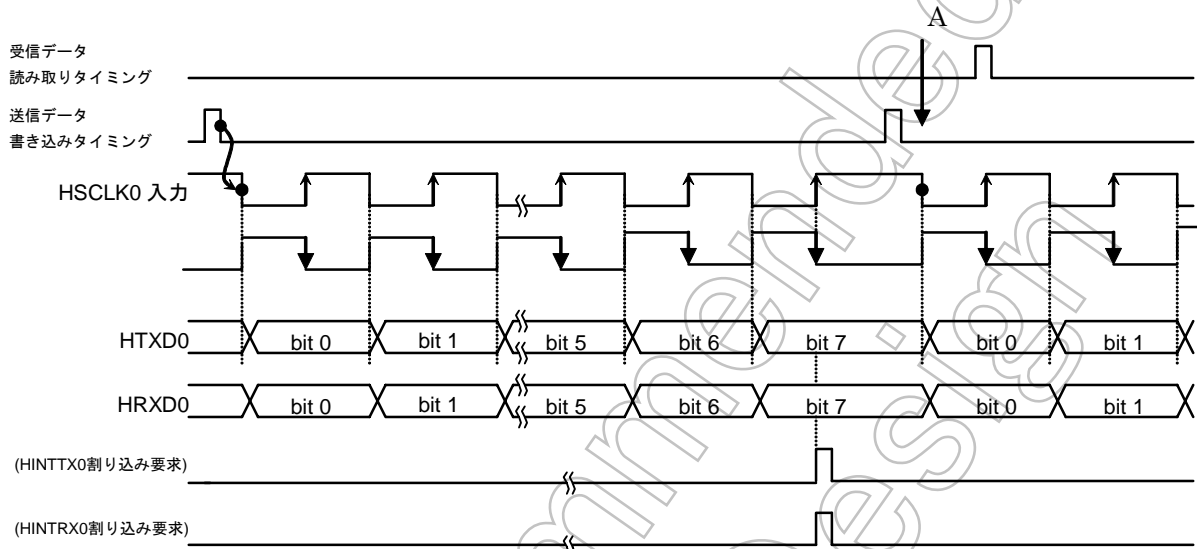 A
受信データ
読み取りタイミング
送信データ
書き込みタイミング
HSCLK0 入力
HTXD0
bit 0
bit 1
bit 5
bit 6
bit 7
bit 0
bit 1
HRXD0
bit 0
bit 1
bit 5
bit 6
bit 7
bit 0
bit 1
(HINTTX0割り込み要求)
(HINTRX0割り込み要求)